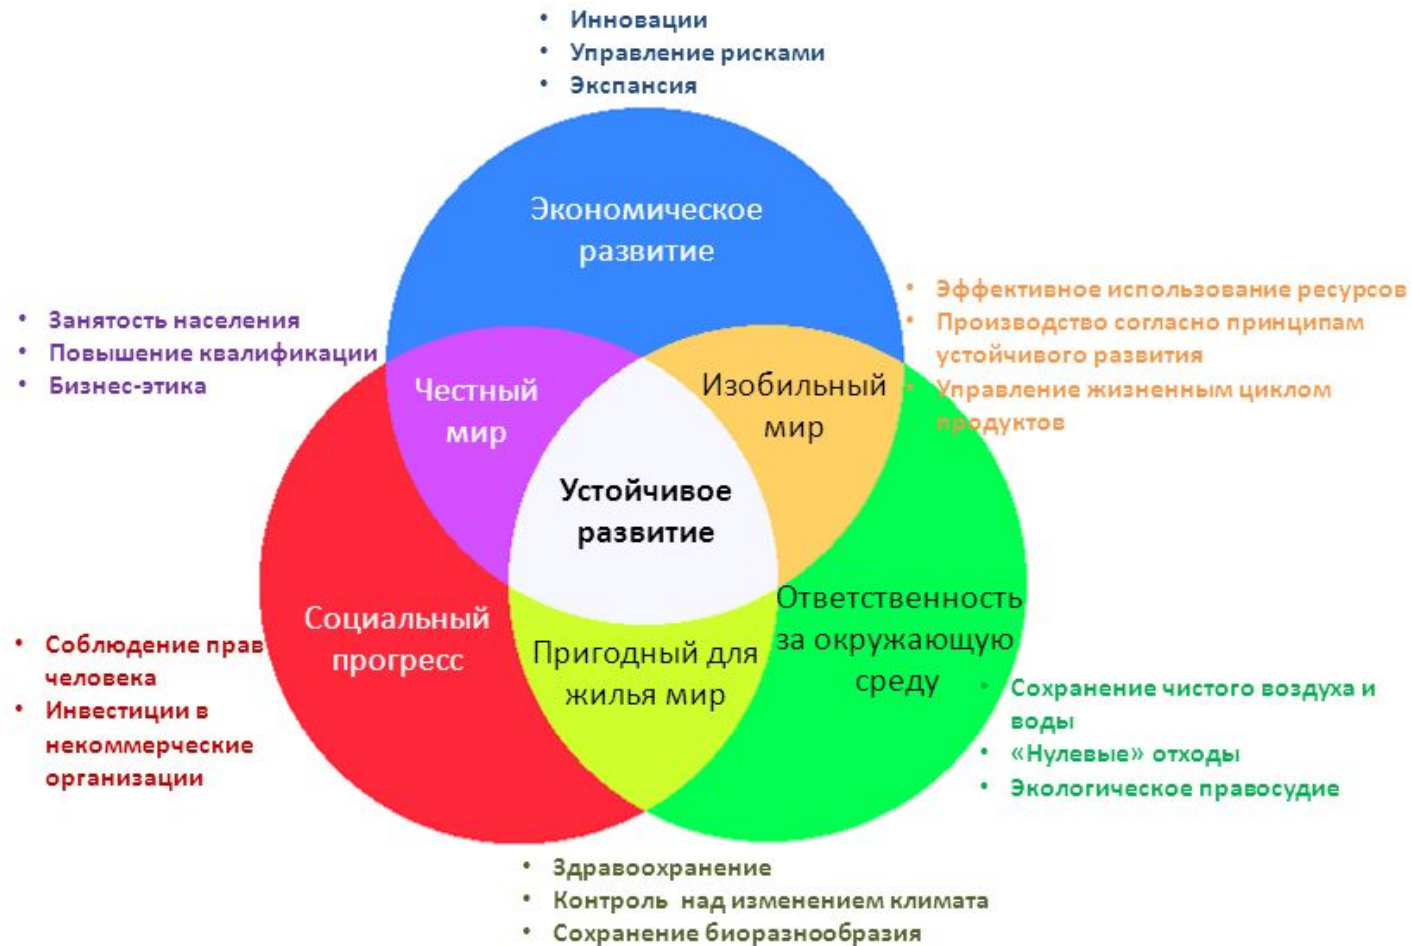 • Инновации
• Управление рисками
• Экспансия
Экономическое
развитие
• Занятость населения
• Повышение квалификации
• Бизнес-этика
• Эффективное использование ресурсов
• Производство согласно принципам
устойчивого развития
• Управление жизненным циклом
продуктов
Честный
мир
Изобильный
мир
Устойчивое
развитие
Социальный
прогресс
Пригодный для
жилья мир
Ответственность
за окружающую
среду
• Соблюдение прав
человека
• Инвестиции в
некоммерческие
организации
• Сохранение чистого воздуха и
воды
• «Нулевые» отходы
• Экологическое правосудие
• Здравоохранение
• Контроль над изменением климата
• Сохранение биоразнообразия